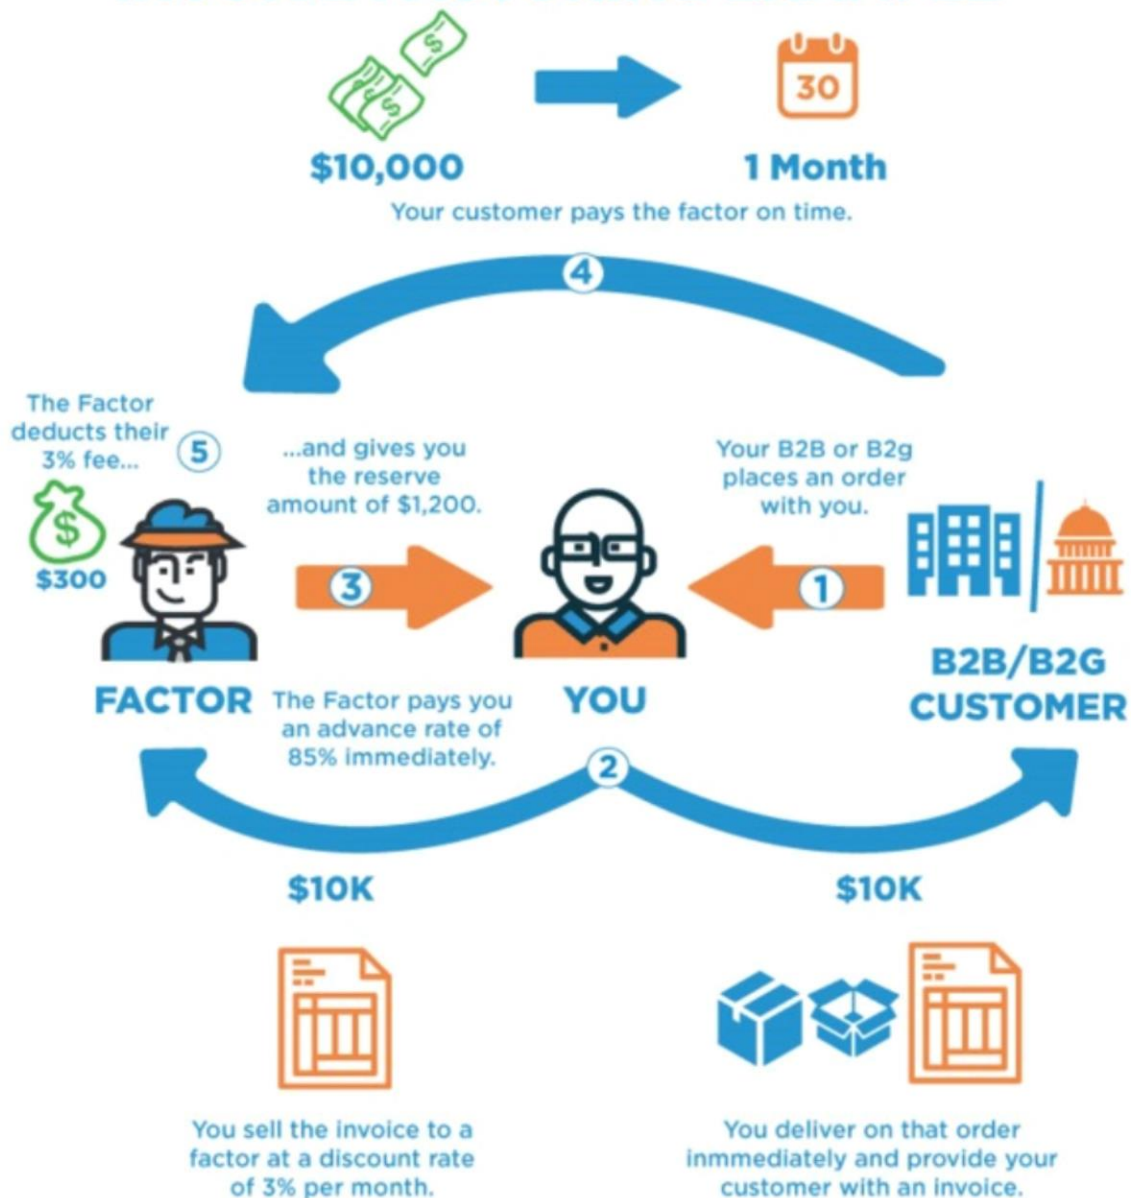 30
$10,000
1 Month
Your customer pays the factor on time.
4
The Factor
deducts their
3% fee...
5
$
$300
...and gives you
the reserve
amount of $1,200.
Your B2B or B2g
places an order
with you.
3
1
FACTOR
The Factor pays you
an advance rate of
85% immediately.
YOU
B2B/B2G
CUSTOMER
2
$10K
$10K
You sell the invoice to a
factor at a discount rate
of 3% per month.
You deliver on that order
inmmediately and provide your
customer with an invoice.